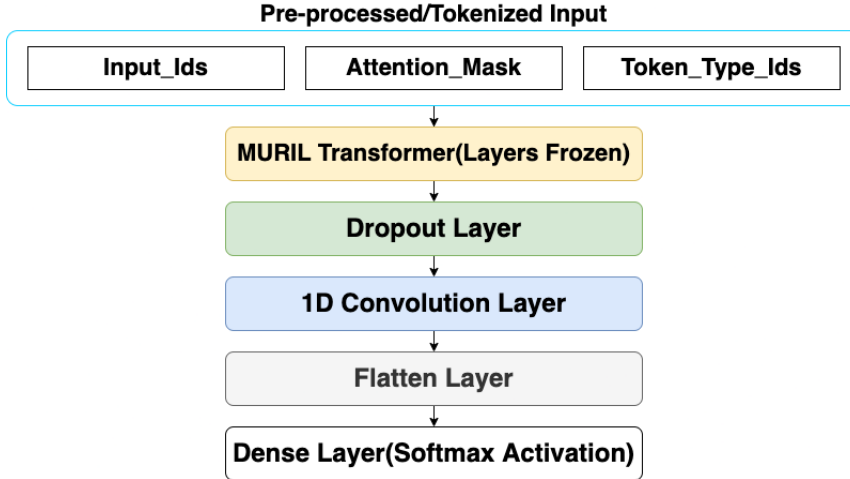 Pre-processed/Tokenized Input
Input_Ids Attention_Mask Token_Type_Ids
MURIL Transformer(Layers Frozen)
Dropout Layer
1D Convolution Layer
Flatten Layer
Dense Layer(Softmax Activation)